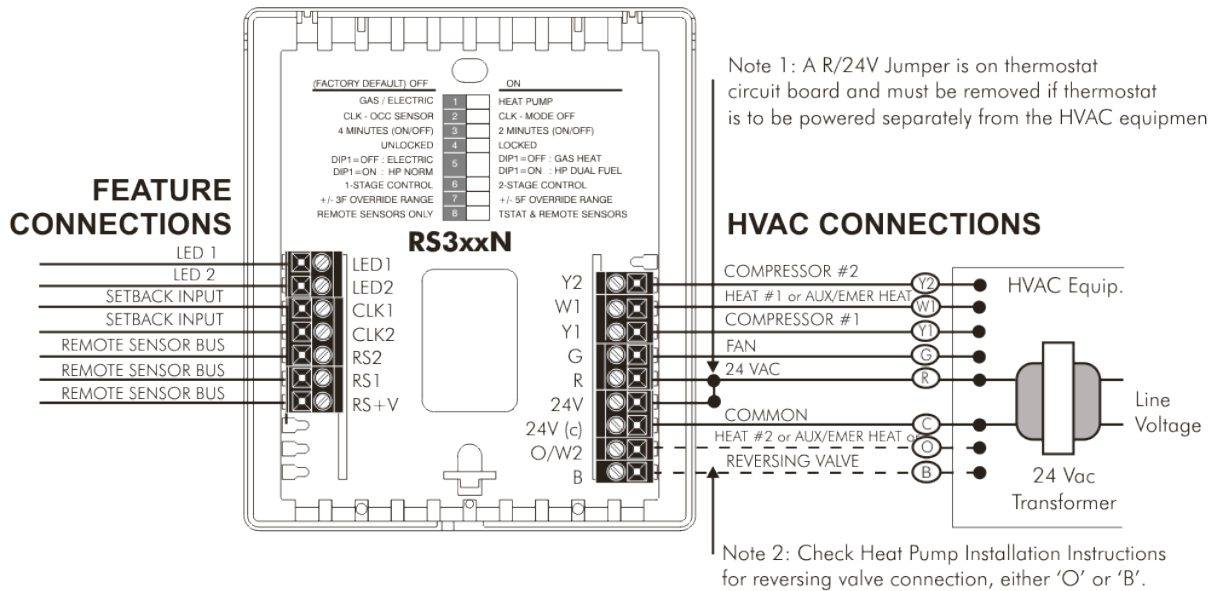 Note 1: A R/24V Jumper is on thermostat
circuit board and must be removed if thermostat
is to be powered separately from the HVAC equipmen
(FACTORY DEFAULT) OFF ON
GAS / ELECTRIC 1 HEAT PUMP
CLK - OCC SENSOR 2 CLK - MODE OFF
4 MINUTES (ON/OFF) 3 2 MINUTES (ON/OFF)
UNLOCKED 4 LOCKED
DIP1=OFF : ELECTRIC 5 DIP1=OFF : GAS HEAT
DIP1=ON : HP NORM DIP1=ON : HP DUAL FUEL
1-STAGE CONTROL 6 2-STAGE CONTROL
+/- 3F OVERRIDE RANGE 7 +/- 5F OVERRIDE RANGE
REMOTE SENSORS ONLY 8 TSTAT & REMOTE SENSORS
RS3xxN
FEATURE
CONNECTIONS
LED 1 LED1
LED 2 LED2
SETBACK INPUT CLK1
SETBACK INPUT CLK2
REMOTE SENSOR BUS RS2
REMOTE SENSOR BUS RS1
REMOTE SENSOR BUS RS+V
HVAC CONNECTIONS
Y2 COMPRESSOR #2 Y2
W1 HEAT #1 or AUX/EMER HEAT W1
Y1 COMPRESSOR #1 Y1
G FAN G
R 24 VAC R
24V
24V (c) COMMON C
O/W2 HEAT #2 or AUX/EMER HEAT or O
B REVERSING VALVE B
HVAC Equip.
Line
Voltage
24 Vac
Transformer
Note 2: Check Heat Pump Installation Instructions
for reversing valve connection, either 'O' or 'B'.